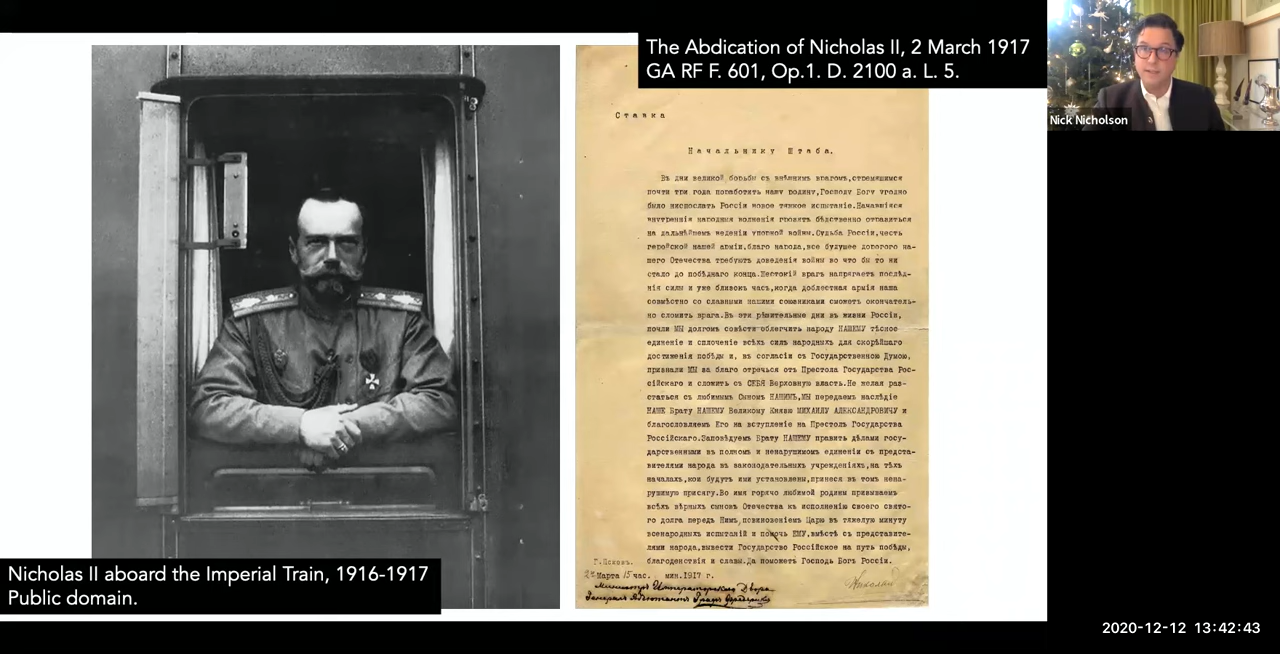 The Abdication of Nicholas II, 2 March 1917
GA RF F. 601, Op.1. D. 2100 a. L. 5.
Nick Nicholson
Ставка
Начальнику Штаба.
Въ дни великой борьбы съ внѣшнимъ врагомъ,стремящимся
почти три года поработить нашу родину,Господу Богу угодно
было ниспослать Россіи новое тяжкое испытаніе.Начавшіяся
внутреннія народныя волненія грозятъ бѣдственно отразиться
на дальнѣйшемъ веденіи упорной войны.Судьба Россіи,честь
геройской нашей арміи,благо народа,все будущее дорогого на-
шего Отечества требуютъ доведенія войны во что бы то ни
стало до побѣднаго конца.Жестокій врагъ напрягаетъ послѣд-
нія силы и уже близокъ часъ,когда доблестная армія наша
совмѣстно со славными нашими союзниками сможетъ окончатель-
но сломить врага.Въ эти рѣшительные дни въ жизни Россіи,
почли МЫ долгомъ совѣсти облегчить народу НАШЕМУ тѣсное
единеніе и сплоченіе всѣхъ силъ народныхъ для скорѣйшаго
достиженія побѣды и, въ согласіи съ Государственною Думою,
признали МЫ за благо отречься отъ Престола Государства Рос-
сійскаго и сложить съ СЕБЯ Верховную власть.Не желая раз-
статься съ любимымъ Сыномъ НАШИМЪ,МЫ передаемъ наслѣдіе
НАШЕ Брату НАШЕМУ Великому Князю МИХАИЛУ АЛЕКСАНДРОВИЧУ и
благословляемъ Его на вступленіе на Престолъ Государства
Россійскаго.Заповѣдуемъ Брату НАШЕМУ править дѣлами госу-
дарственными въ полномъ и ненарушимомъ единеніи съ предста-
вителями народа въ законодательныхъ учрежденіяхъ,на тѣхъ
началахъ,кои будутъ ими установлены,принеся въ томъ нена-
рушимую присягу.Во имя горячо любимой родины призываемъ
всѣхъ вѣрныхъ сыновъ Отечества къ исполненію своего свято-
го долга передъ Нимъ,повиновеніемъ Царю въ тяжелую минуту
всенародныхъ испытаній и помочь ЕМУ,вмѣстѣ съ представите-
лями народа,вывести Государство Россійское на путь побѣды,
благоденствія и славы.Да поможетъ Господь Богъ Россіи.
Г.Псковъ.
Марта 15 час. мин.1917 г.
Николай
Министръ Императорскаго Двора
Генералъ Адъютантъ Графъ Фредериксъ
Nicholas II aboard the Imperial Train, 1916-1917
Public domain.
2020-12-12 13:42:43